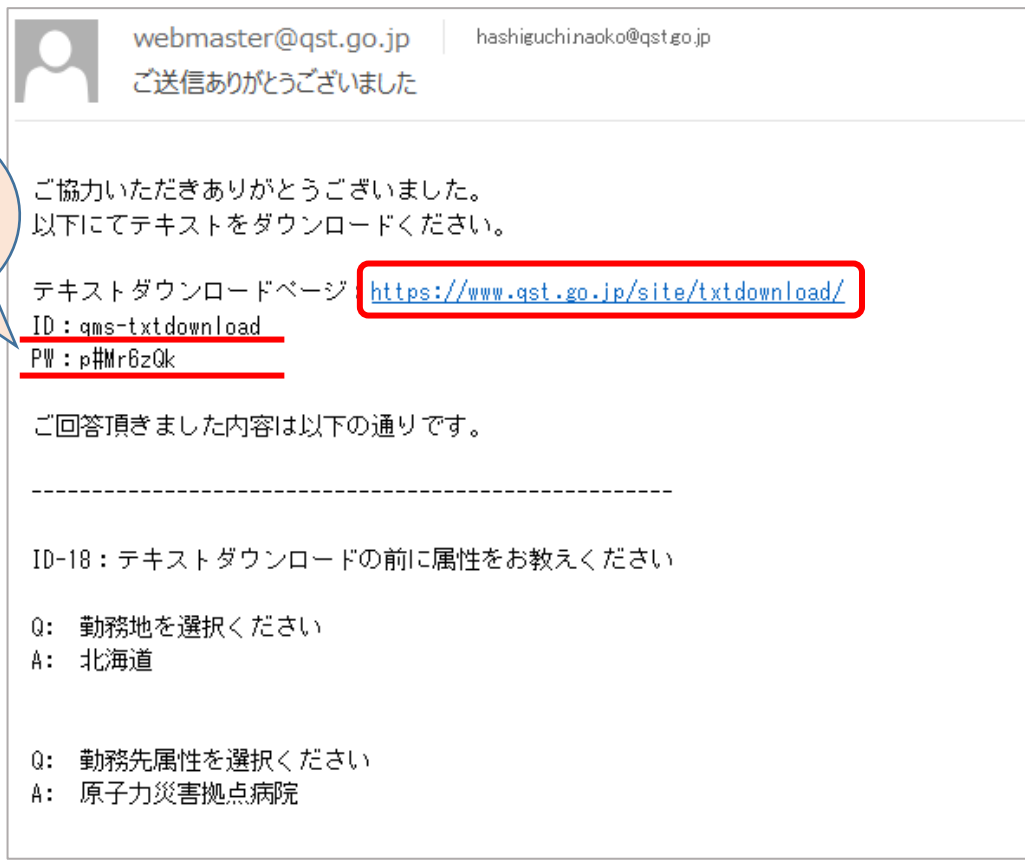 webmaster@qst.go.jp hashiguchi.naoko@qst.go.jp
ご送信ありがとうございました
ご協力いただきありがとうございました。
以下にてテキストをダウンロードください。
テキストダウンロードページ：https://www.qst.go.jp/site/txtdownload/
ID：qms-txtdownload
PW：p#Mr6zQk
ご回答頂きました内容は以下の通りです。
-----------------------------------------------------
ID-18：テキストダウンロードの前に属性をお教えください
Q: 勤務地を選択ください
A: 北海道
Q: 勤務先属性を選択ください
A: 原子力災害拠点病院